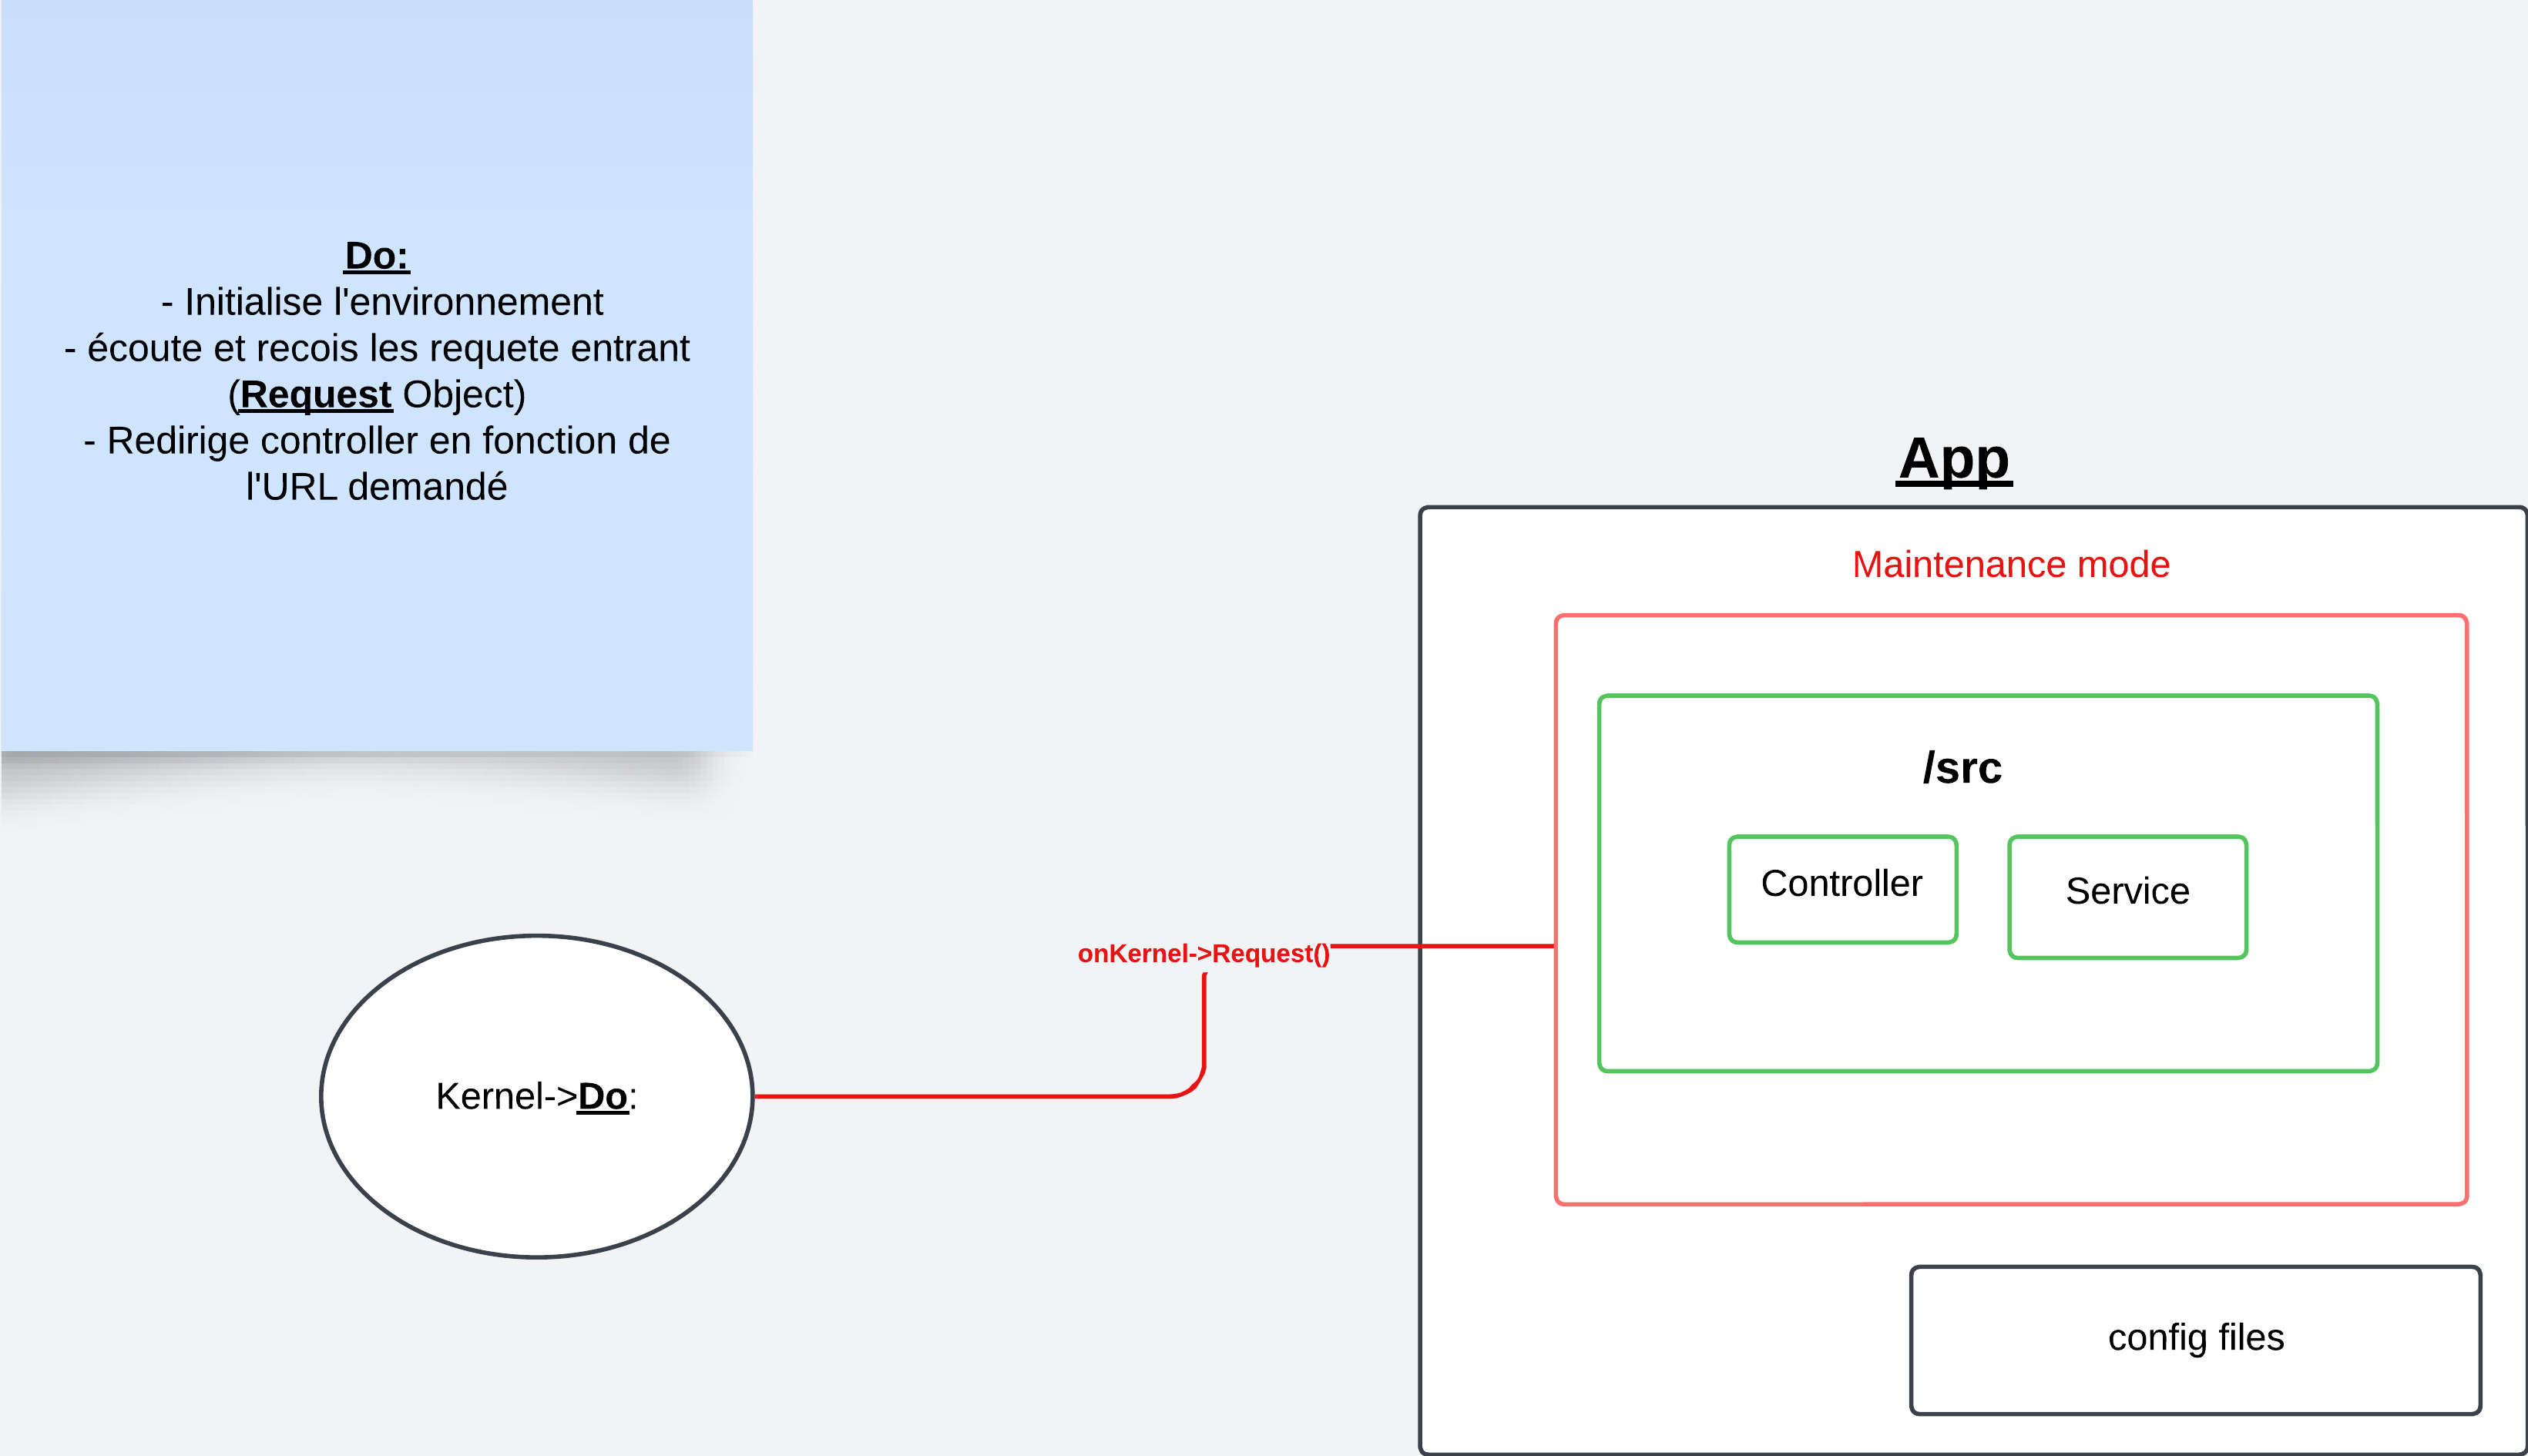 Do:
- Initialise l'environnement
- écoute et recois les requete entrant
(Request Object)
- Redirige controller en fonction de
l'URL demandé
App
Maintenance mode
/src
Controller
Service
onKernel->Request()
Kernel->Do:
config files